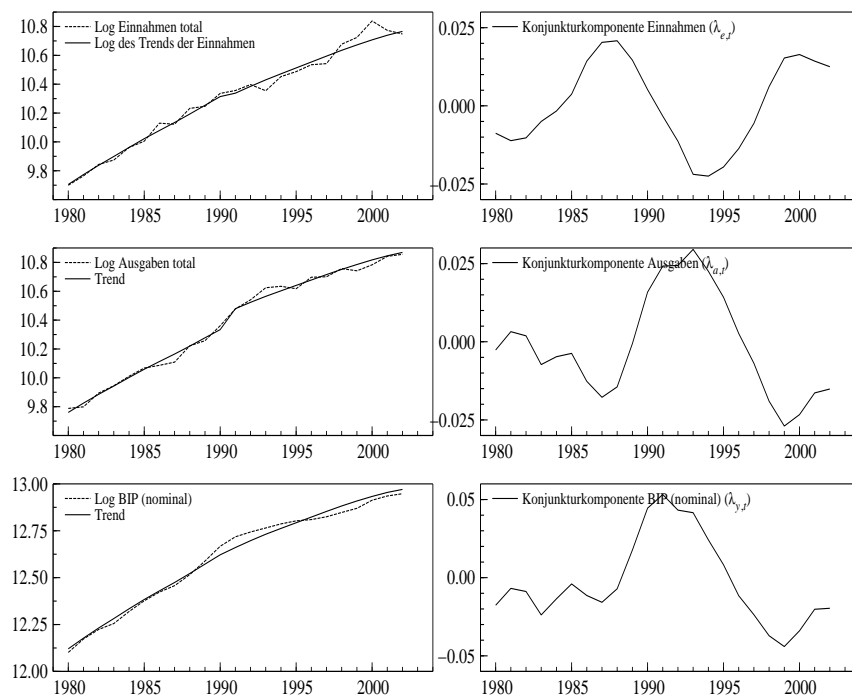 Log Einnahmen total
Log des Trends der Einnahmen
10.8
10.6
10.4
10.2
10.0
9.8
1980 1985 1990 1995 2000
Konjunkturkomponente Einnahmen (λe,t)
0.025
0.000
−0.025
1980 1985 1990 1995 2000
Log Ausgaben total
Trend
10.8
10.6
10.4
10.2
10.0
9.8
1980 1985 1990 1995 2000
Konjunkturkomponente Ausgaben (λa,t)
0.025
0.000
−0.025
1980 1985 1990 1995 2000
Log BIP (nominal)
Trend
13.00
12.75
12.50
12.25
12.00
1980 1985 1990 1995 2000
Konjunkturkomponente BIP (nominal) (λy,t)
0.05
0.00
−0.05
1980 1985 1990 1995 2000